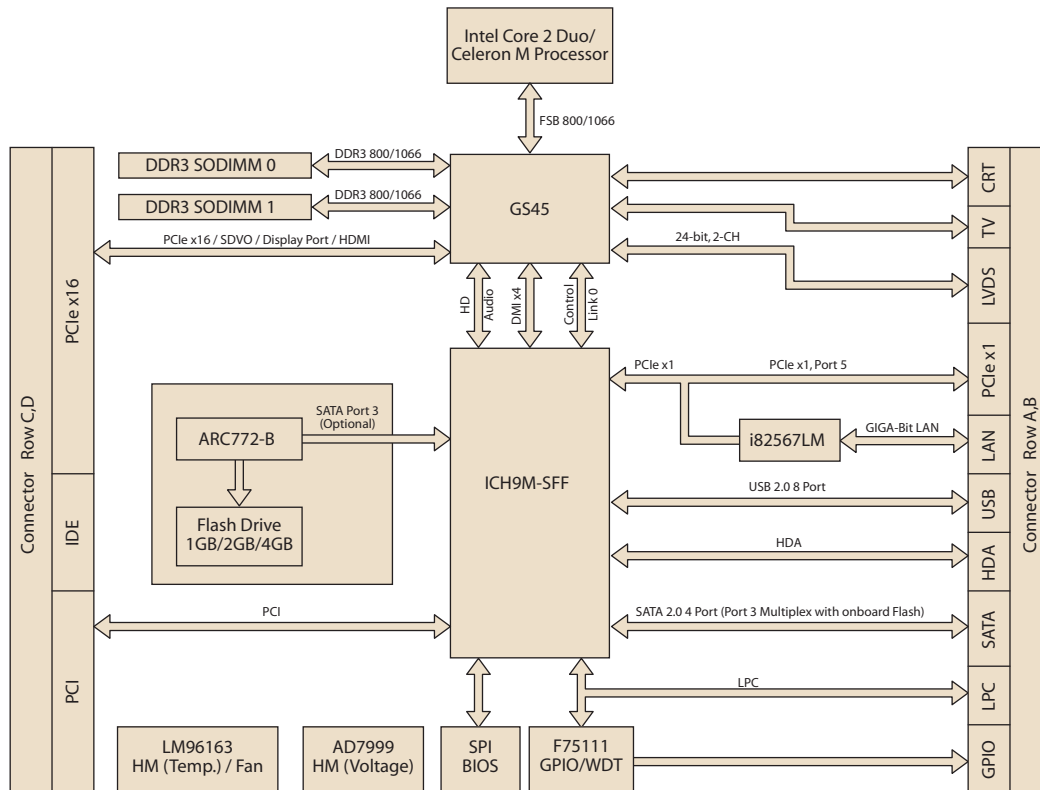 Intel Core 2 Duo/
Celeron M Processor
FSB 800/1066
DDR3 SODIMM 0
DDR3 800/1066
DDR3 SODIMM 1
DDR3 800/1066
GS45
PCIe x16 / SDVO / Display Port / HDMI
24-bit, 2-CH
HD
Audio
DMI x4
Control
Link 0
Connector Row C,D
PCIe x16
IDE
PCI
SATA Port 3
(Optional)
ARC772-B
Flash Drive
1GB/2GB/4GB
ICH9M-SFF
PCIe x1
PCIe x1, Port 5
i82567LM
GIGA-Bit LAN
USB 2.0 8 Port
HDA
PCI
SATA 2.0 4 Port (Port 3 Multiplex with onboard Flash)
LPC
LM96163
HM (Temp.) / Fan
AD7999
HM (Voltage)
SPI
BIOS
F75111
GPIO/WDT
CRT
TV
LVDS
PCIe x1
LAN
USB
HDA
SATA
LPC
GPIO
Connector Row A,B